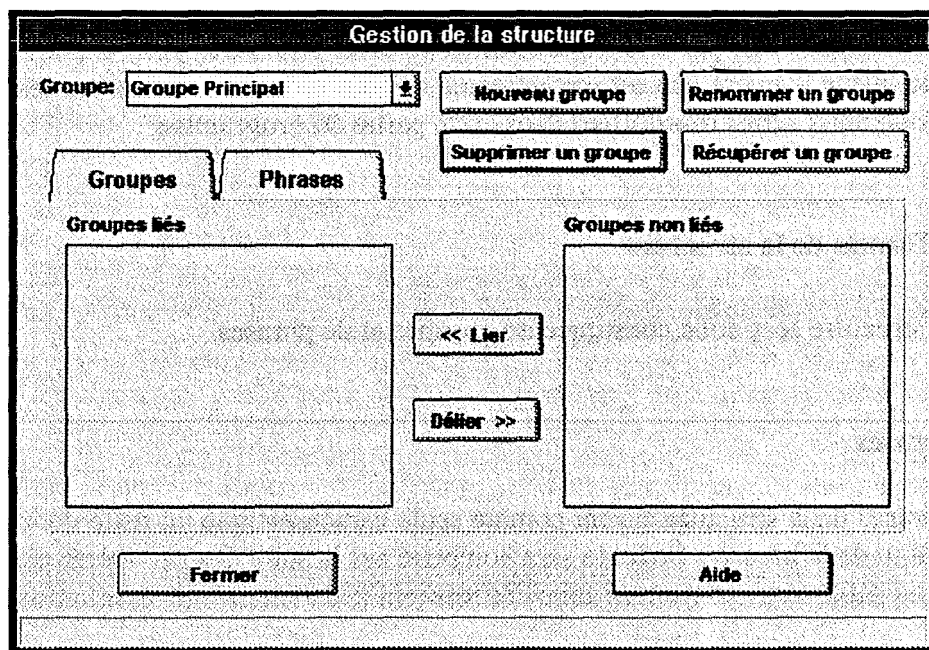 Gestion de la structure
Groupe: Groupe Principal
Nouveau groupe
Renommer un groupe
Supprimer un groupe
Récupérer un groupe
Groupes
Phrases
Groupes liés
Groupes non liés
<< Lier
Délier >>
Fermer
Aide